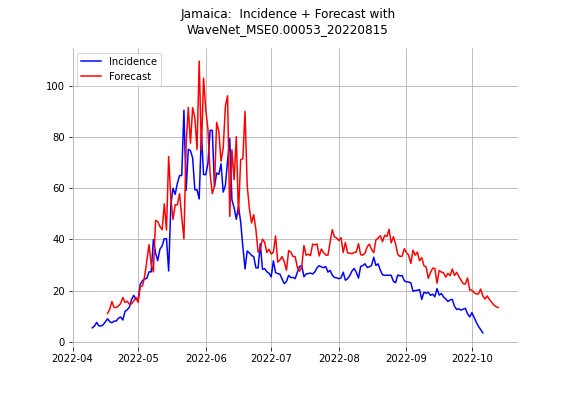 Jamaica:  Incidence + Forecast with
WaveNet_MSE0.00053_20220815
Incidence
Forecast
100
80
60
40
20
0
2022-04 2022-05 2022-06 2022-07 2022-08 2022-09 2022-10